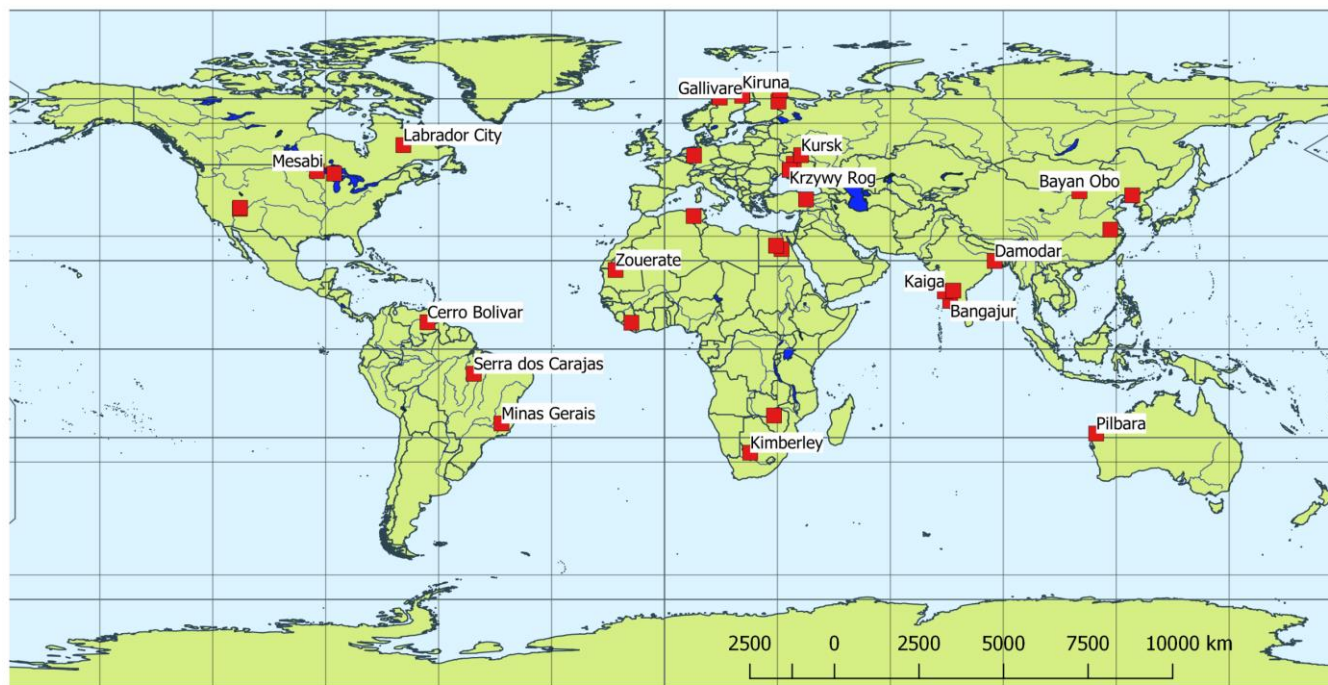 Gallivare
Kiruna
Labrador City
Kursk
Mesabi
Krzywy Rog
Bayan Obo
Zouerate
Damodar
Kaiga
Bangajur
Cerro Bolivar
Serra dos Carajas
Minas Gerais
Pilbara
Kimberley
2500 0 2500 5000 7500 10000 km